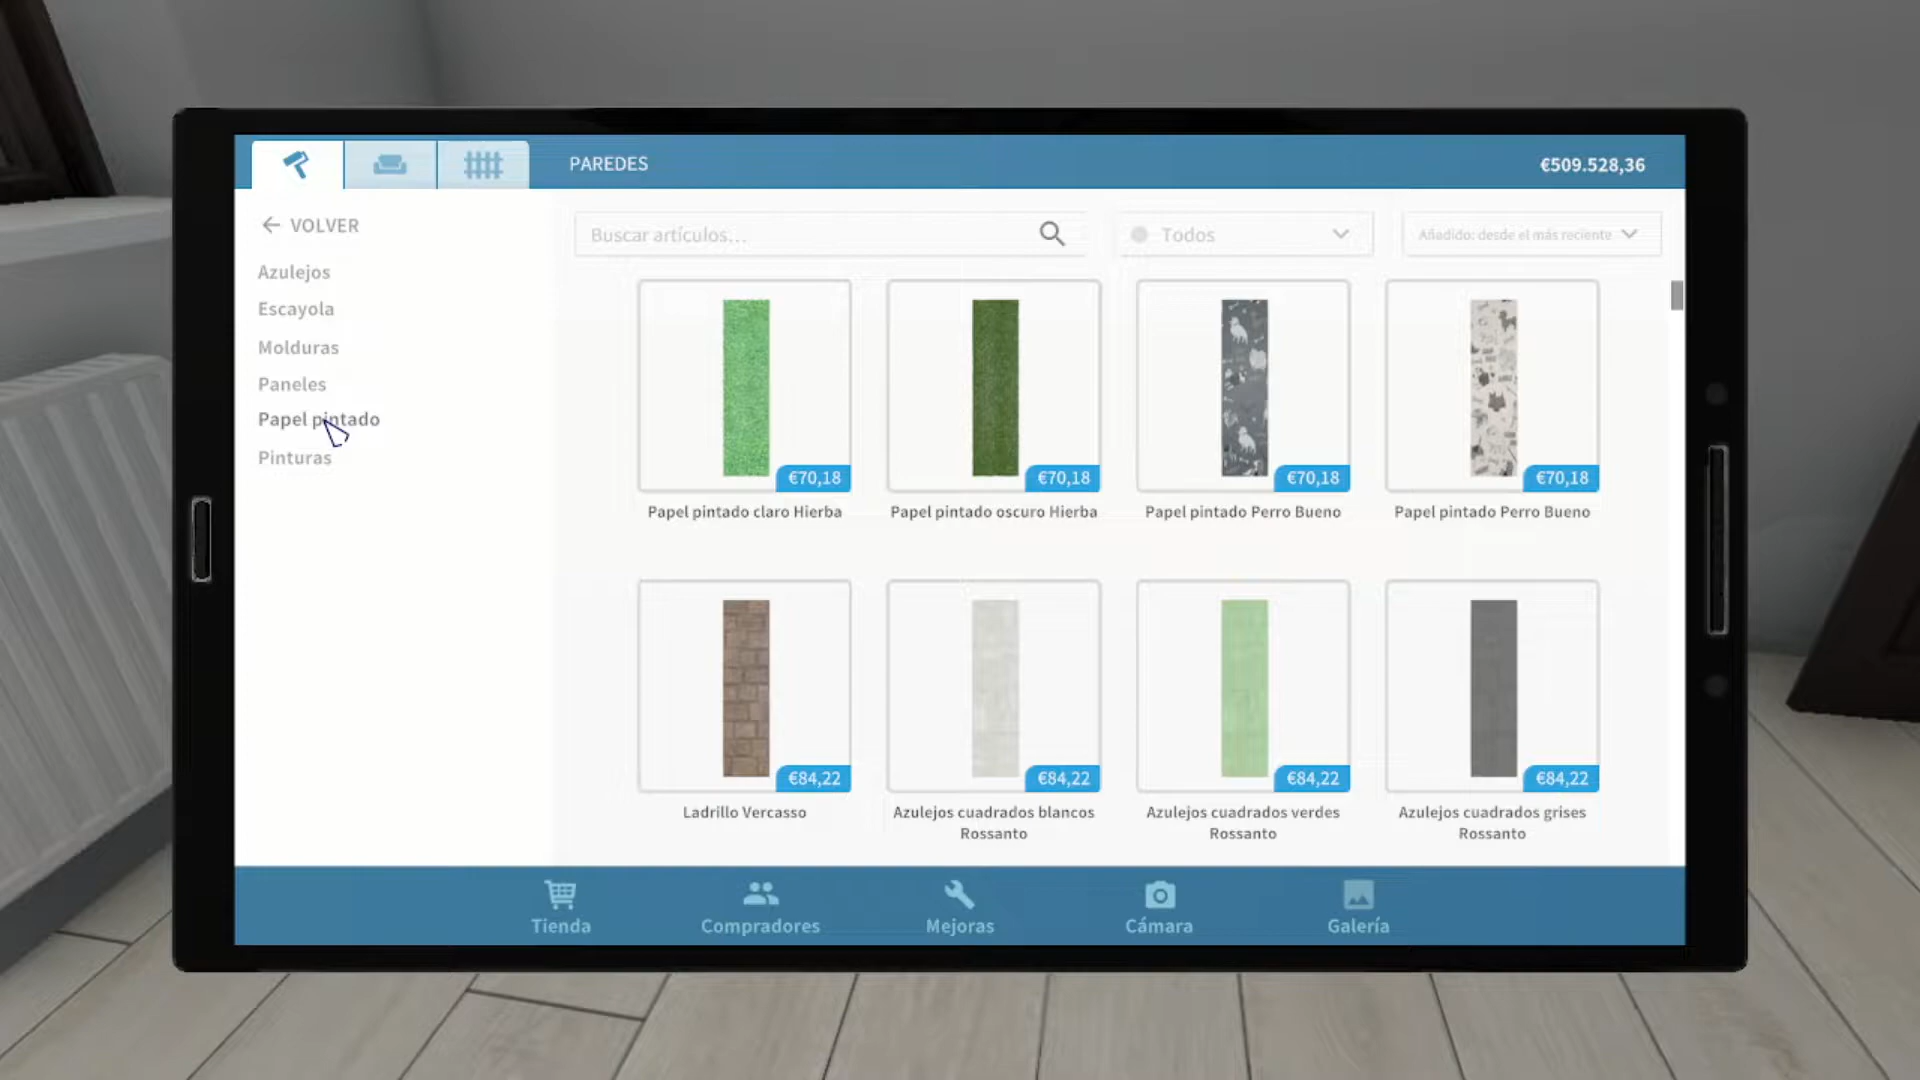 PAREDES
€509.528,36
VOLVER
Azulejos
Escayola
Molduras
Paneles
Papel pintado
Pinturas
Buscar artículos...
Todos
Añadido: desde el más reciente
€70,18
€70,18
€70,18
€70,18
Papel pintado claro Hierba
Papel pintado oscuro Hierba
Papel pintado Perro Bueno
Papel pintado Perro Bueno
€84,22
€84,22
€84,22
€84,22
Ladrillo Vercasso
Azulejos cuadrados blancos
Rossanto
Azulejos cuadrados verdes
Rossanto
Azulejos cuadrados grises
Rossanto
Tienda
Compradores
Mejoras
Cámara
Galería